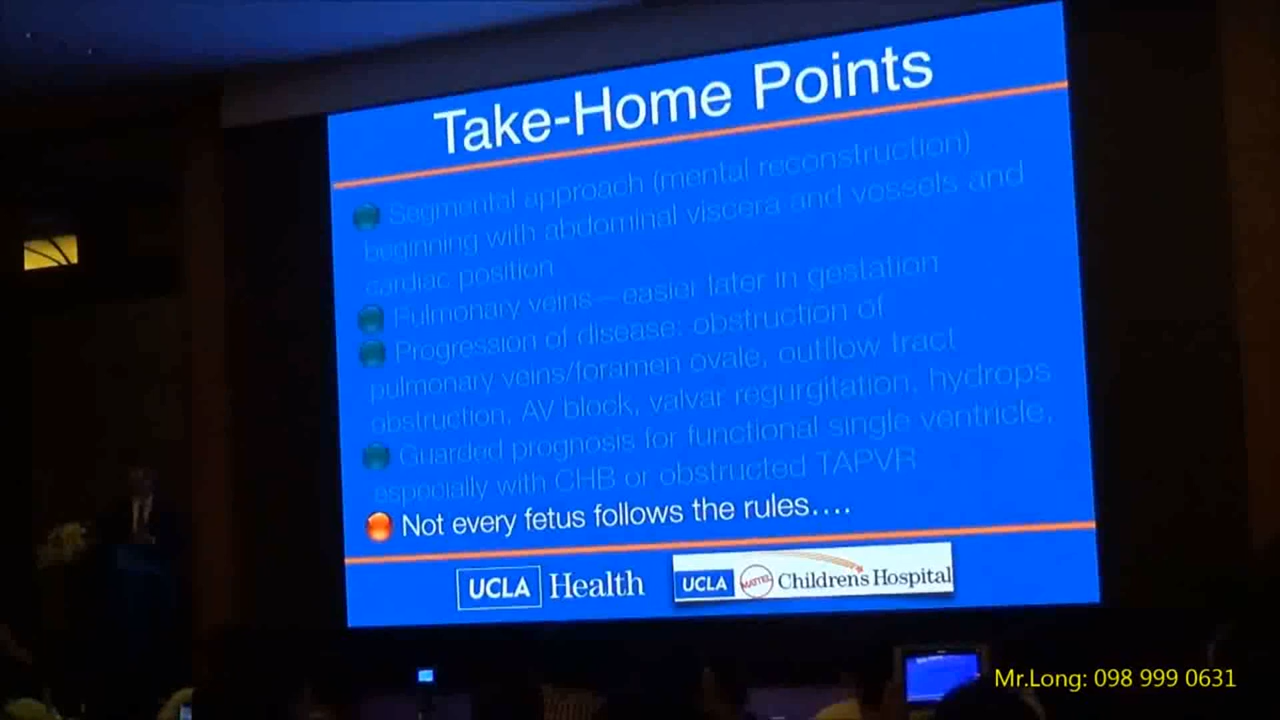 Take-Home Points
Segmental approach (mental reconstruction)
beginning with abdominal viscera and vessels and
cardiac position
Pulmonary veins—easier later in gestation
Progression of disease: obstruction of
pulmonary veins/foramen ovale, outflow tract
obstruction, AV block, valvar regurgitation, hydrops
Guarded prognosis for functional single ventricle,
especially with CHB or obstructed TAPVR
Not every fetus follows the rules....
UCLA Health
UCLA MATTEL Children's Hospital
Mr.Long: 098 999 0631